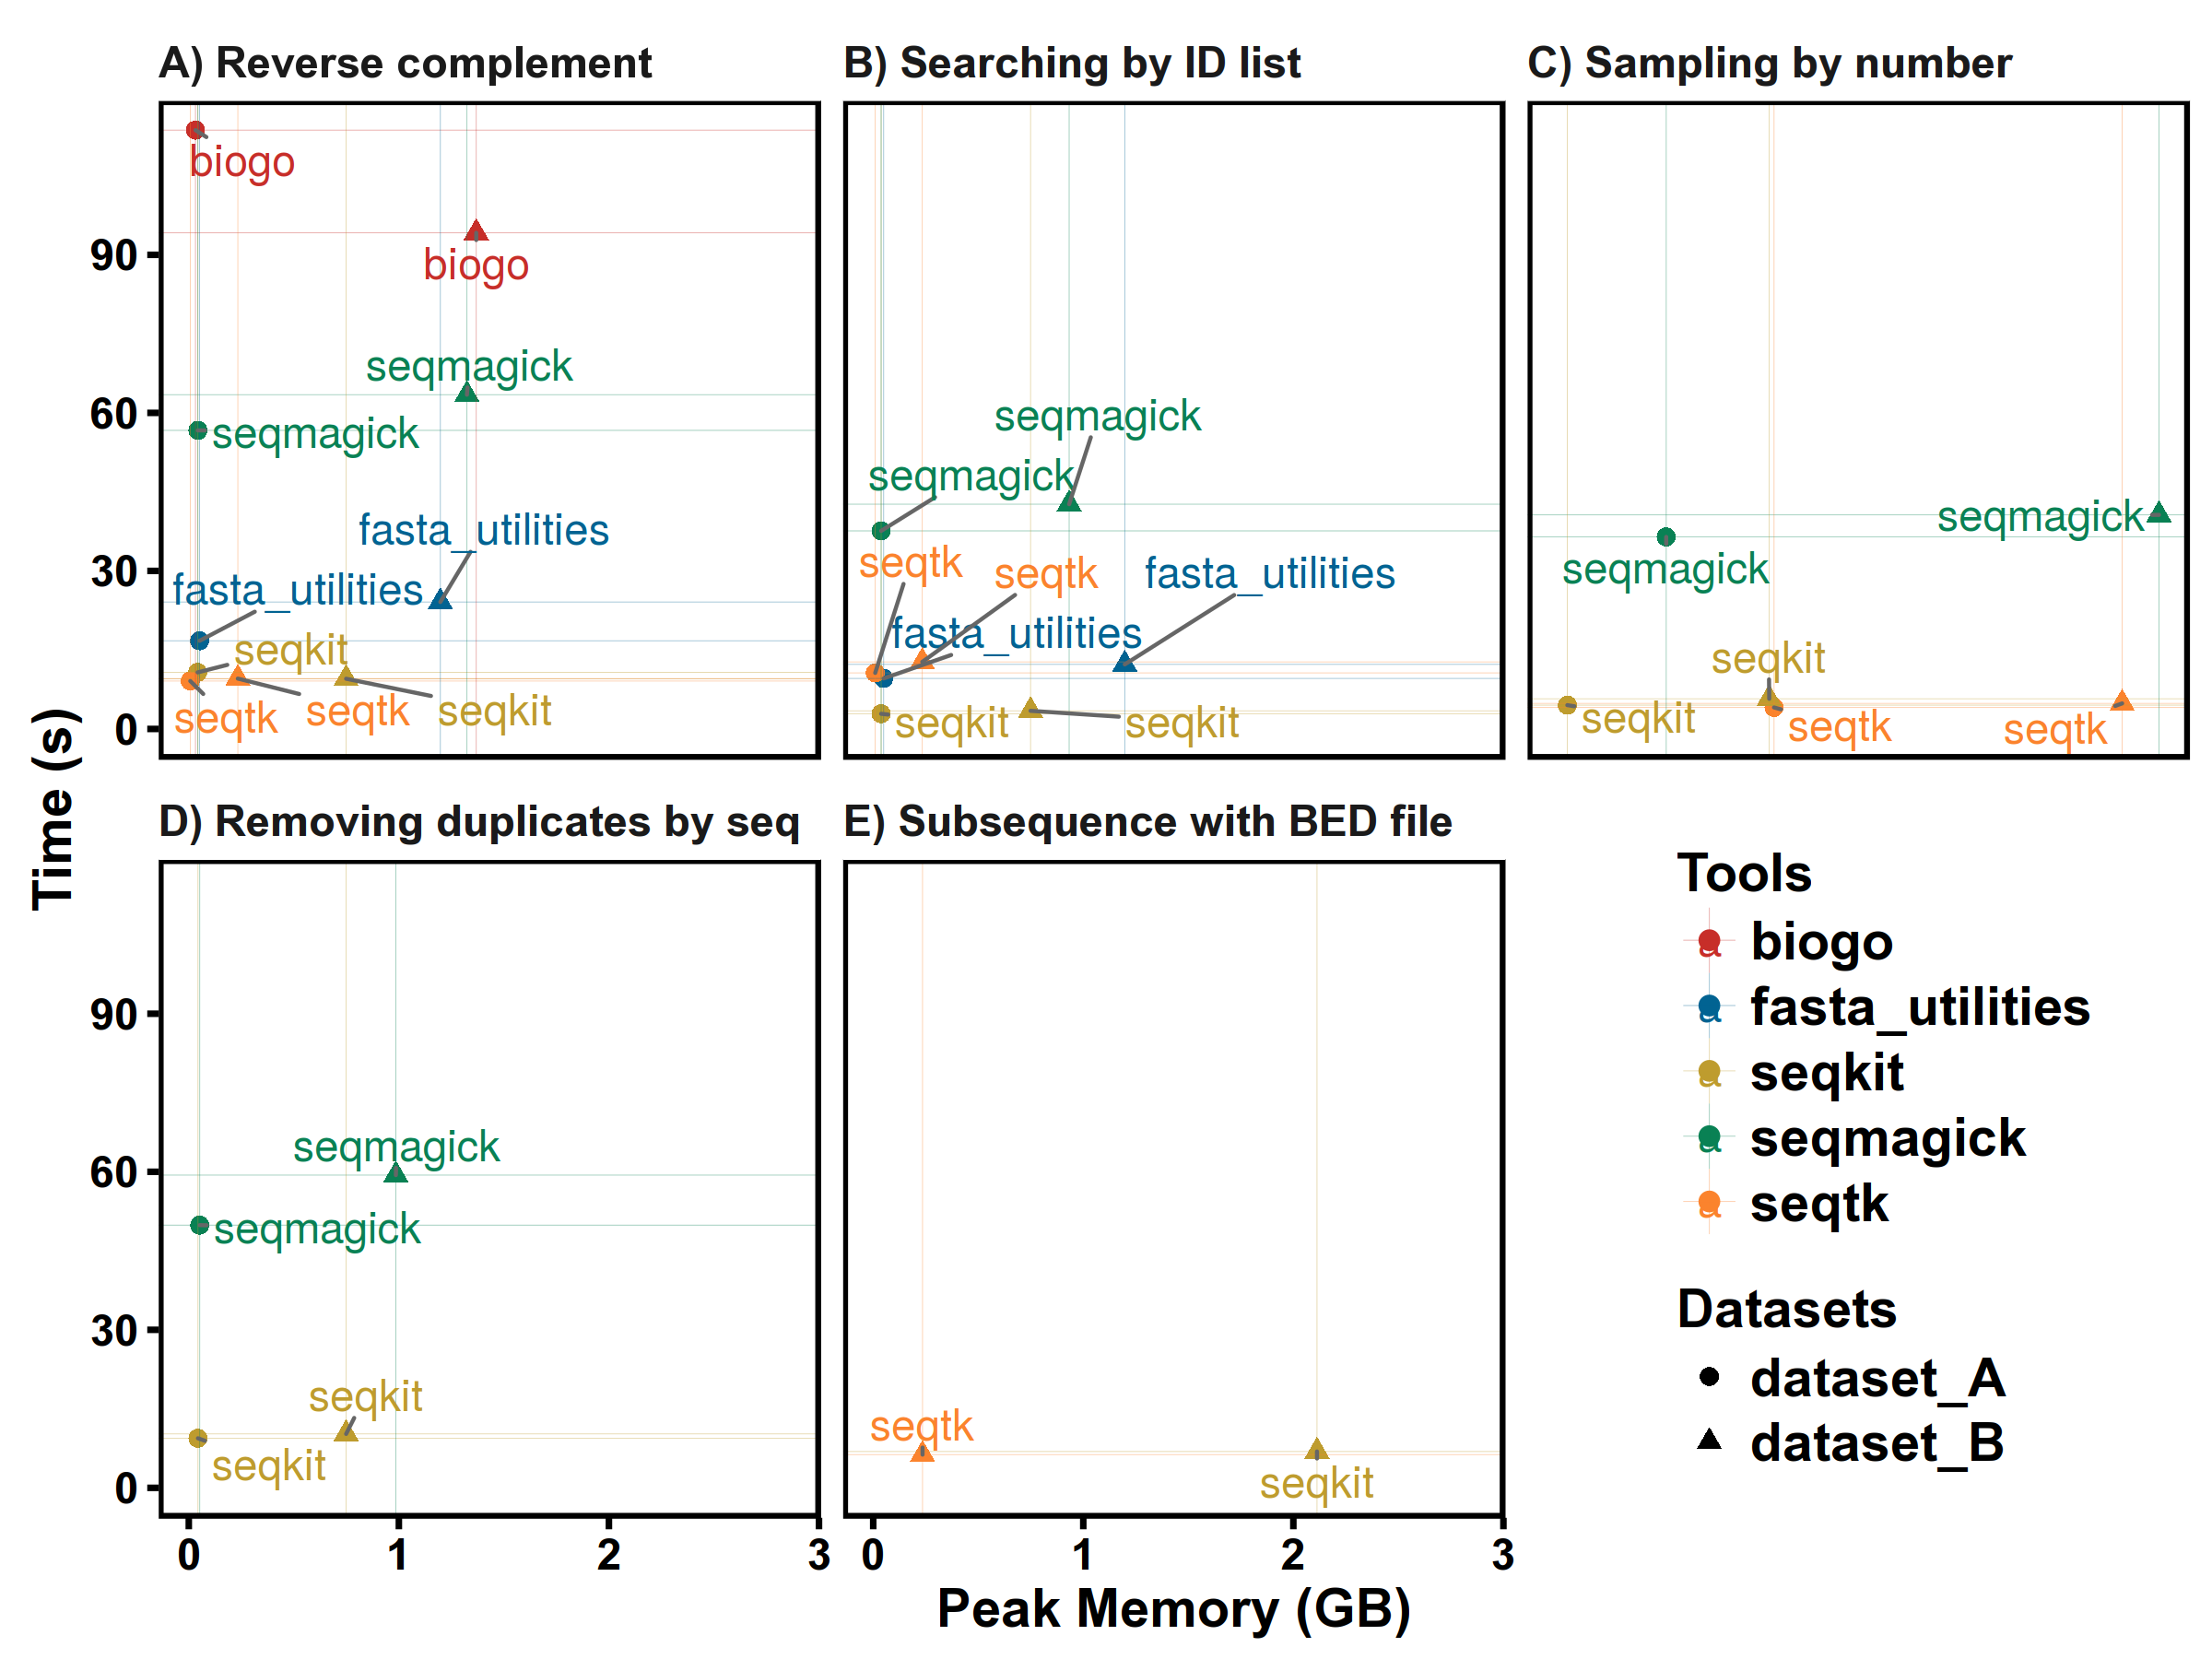 A) Reverse complement
B) Searching by ID list
C) Sampling by number
biogo
biogo
seqmagick
seqmagick
fasta_utilities
fasta_utilities
seqkit
seqtk
seqtk
seqkit
90
60
30
0
seqmagick
seqmagick
seqtk
seqtk
fasta_utilities
fasta_utilities
seqkit
seqkit
seqmagick
seqmagick
seqkit
seqkit
seqtk
seqtk
Time (s)
D) Removing duplicates by seq
E) Subsequence with BED file
90
60
30
0
seqmagick
seqmagick
seqkit
seqkit
seqtk
seqkit
0
1
2
3
0
1
2
3
Peak Memory (GB)
Tools
a biogo
a fasta_utilities
a seqkit
a seqmagick
a seqtk
Datasets
dataset_A
dataset_B